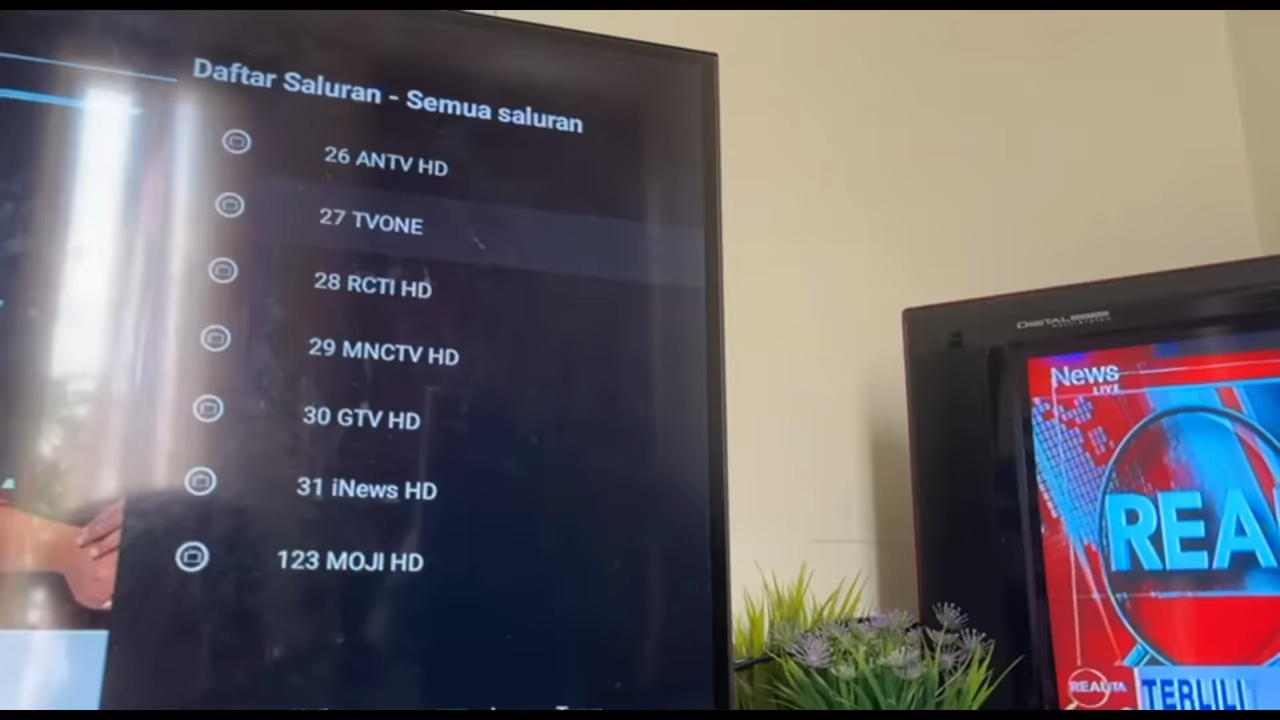 Daftar Saluran - Semua saluran
26 ANTV HD
27 TVONE
28 RCTI HD
29 MNCTV HD
30 GTV HD
31 iNews HD
123 MOJI HD
DIGITAL
News
LIVE
REA
REALITA
TERLILI